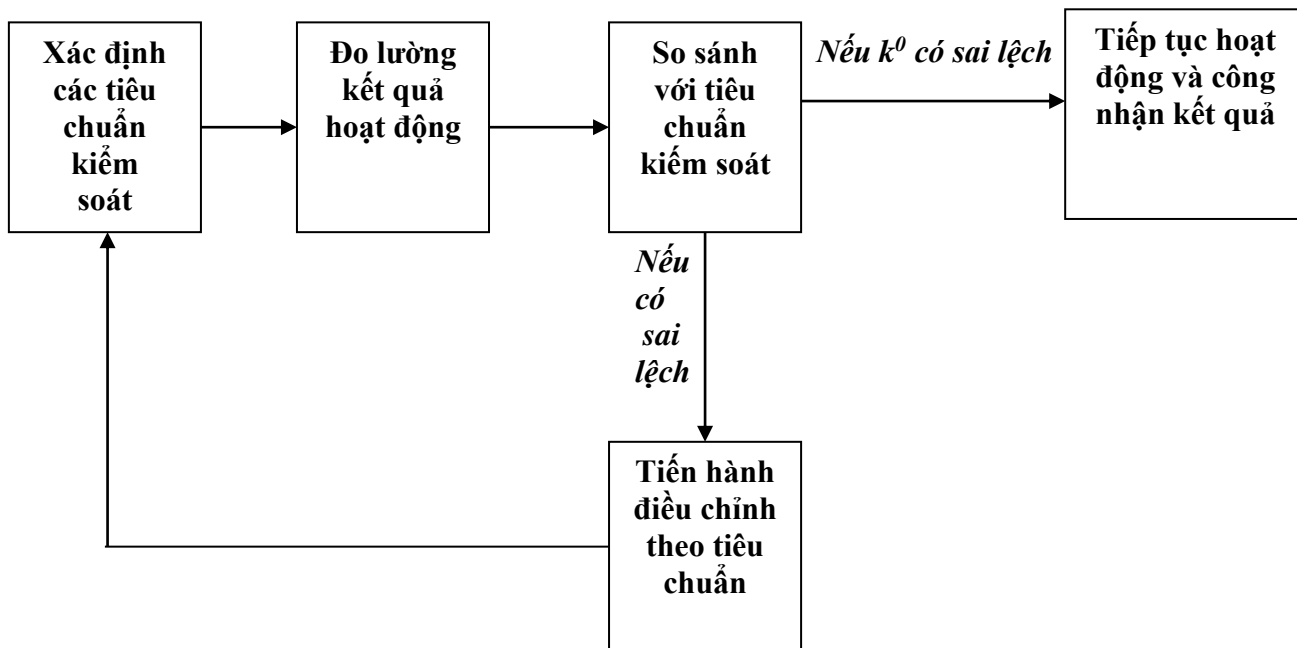 Xác định
các tiêu
chuẩn
kiểm
soát
Đo lường
kết quả
hoạt động
So sánh
với tiêu
chuẩn
kiếm soát
Nếu k⁰ có sai lệch
Tiếp tục hoạt
động và công
nhận kết quả
Nếu
có
sai
lệch
Tiến hành
điều chỉnh
theo tiêu
chuẩn